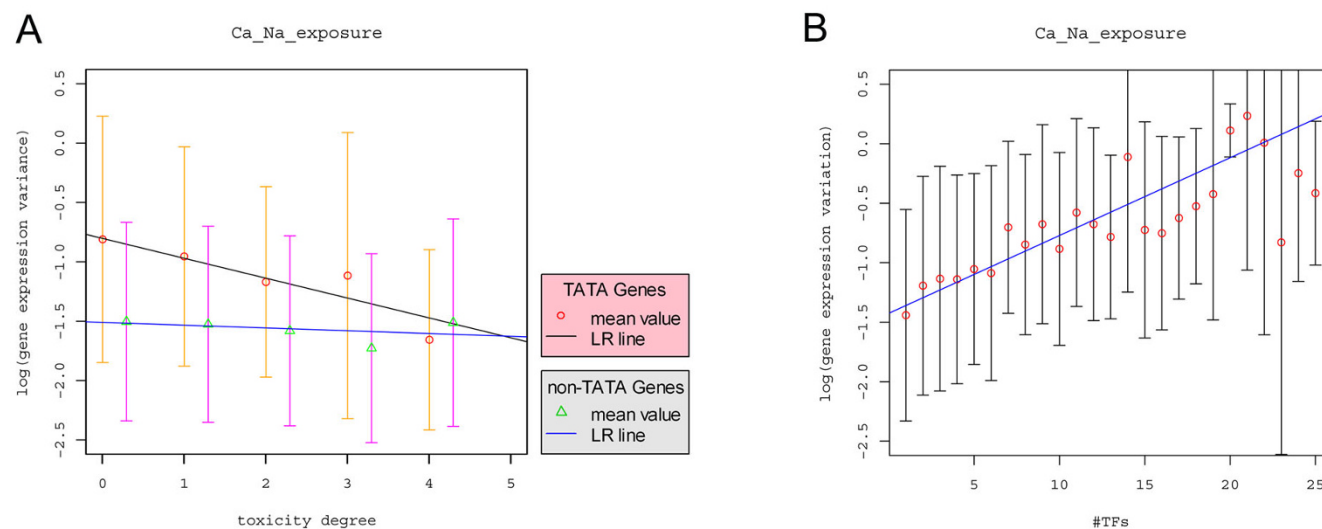 A
Ca_Na_exposure
log(gene expression variance)
0.5
0.0
-0.5
-1.0
-1.5
-2.0
-2.5
0 1 2 3 4 5
toxicity degree
TATA Genes
mean value
LR line
non-TATA Genes
mean value
LR line
B
Ca_Na_exposure
log(gene expression variation)
0.5
0.0
-0.5
-1.0
-1.5
-2.0
-2.5
5 10 15 20 25
#TFs